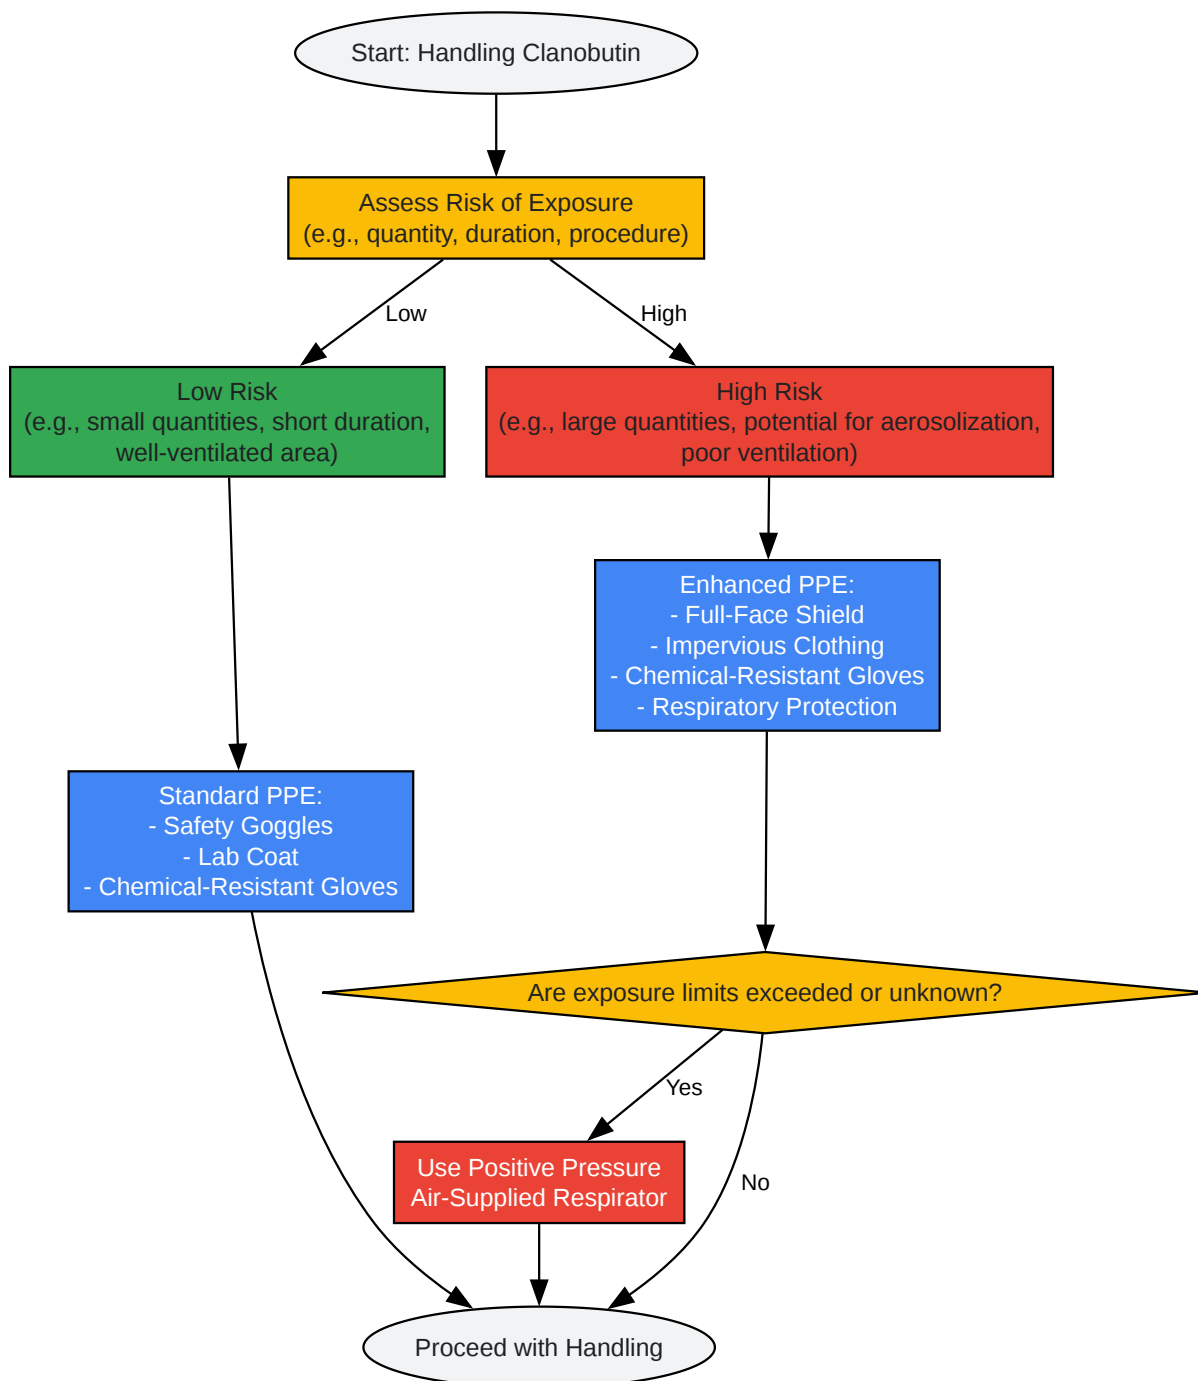 Start: Handling Clanobutin
Assess Risk of Exposure
(e.g., quantity, duration, procedure)
Low
High
Low Risk
(e.g., small quantities, short duration,
well-ventilated area)
High Risk
(e.g., large quantities, potential for aerosolization,
poor ventilation)
Enhanced PPE:
- Full-Face Shield
- Impervious Clothing
- Chemical-Resistant Gloves
- Respiratory Protection
Standard PPE:
- Safety Goggles
- Lab Coat
- Chemical-Resistant Gloves
Are exposure limits exceeded or unknown?
Yes
Use Positive Pressure
Air-Supplied Respirator
No
Proceed with Handling